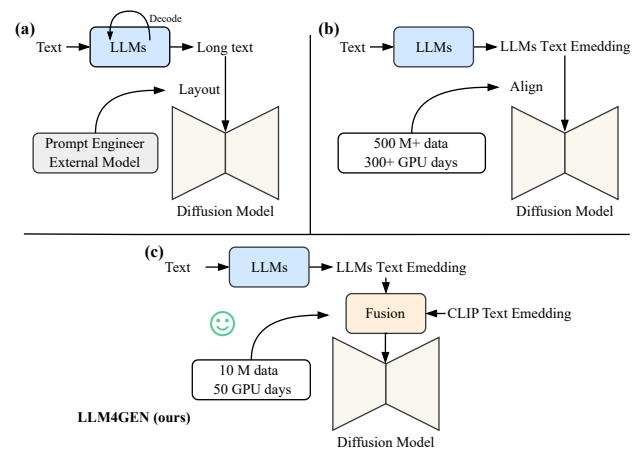 (a)
Decode
Text
LLMs
Long text
Layout
Prompt Engineer
External Model
Diffusion Model
(b)
Text
LLMs
LLMs Text Emedding
Align
500 M+ data
300+ GPU days
Diffusion Model
(c)
Text
LLMs
LLMs Text Emedding
Fusion
CLIP Text Emedding
10 M data
50 GPU days
LLM4GEN (ours)
Diffusion Model